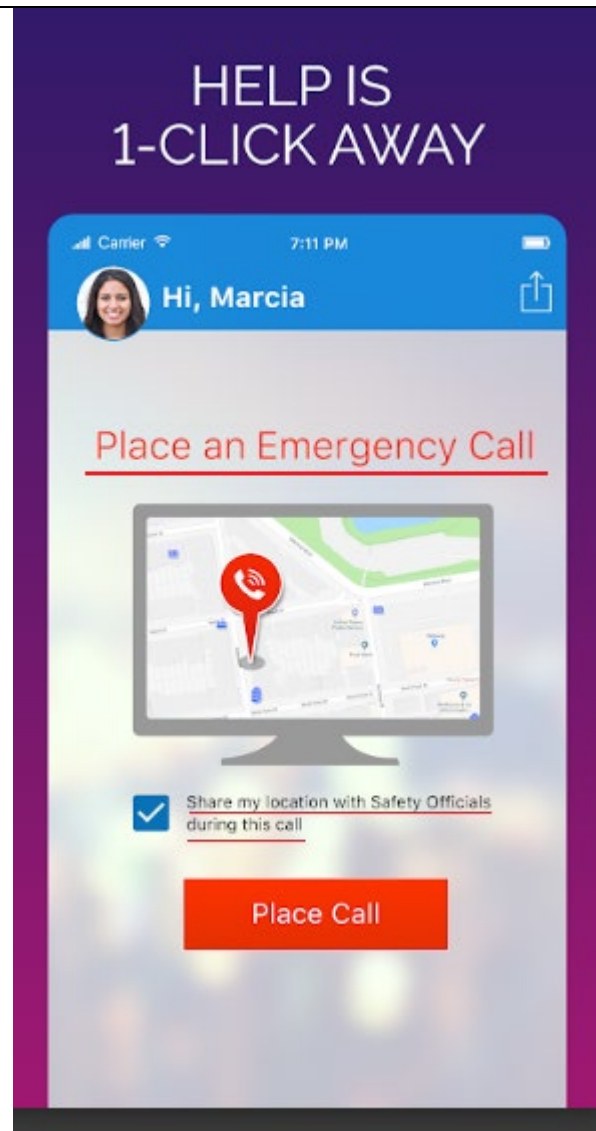 HELP IS
1-CLICK AWAY
Carrier 7:11 PM
Hi, Marcia
Place an Emergency Call
Share my location with Safety Officials
during this call
Place Call